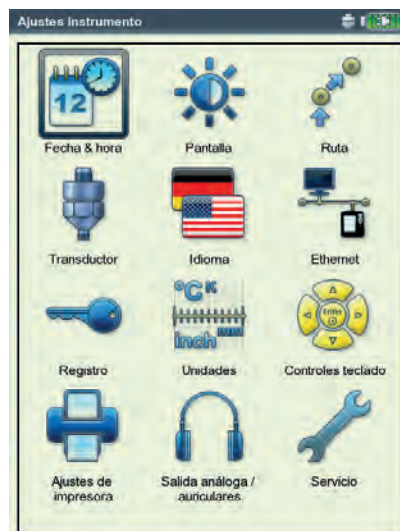 Ajustes Instrumento
12
Fecha & hora
Pantalla
Ruta
Transductor
Idioma
Ethernet
°C K
inch mm
Enter
Registro
Unidades
Controles teclado
Ajustes de impresora
Salida análoga / auriculares
Servicio